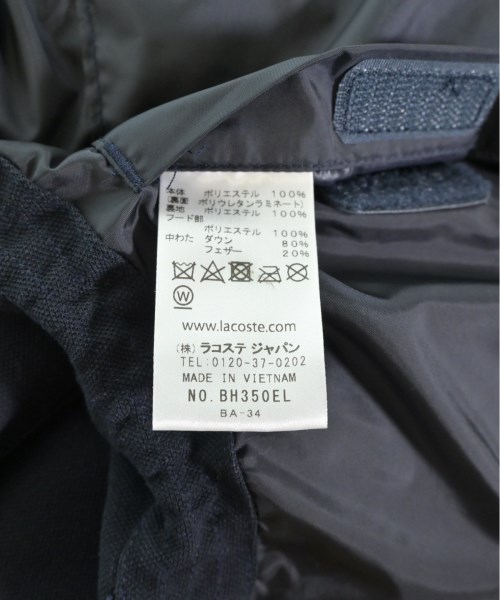 本体 ポリエステル 100%
(裏面 ポリウレタンラミネート)
裏地 ポリエステル 100%
フード部
ポリエステル 100%
中わた ダウン 80%
フェザー 20%
W
www.lacoste.com
(株) ラコステ ジャパン
TEL:0120-37-0202
MADE IN VIETNAM
NO. BH350EL
BA-34